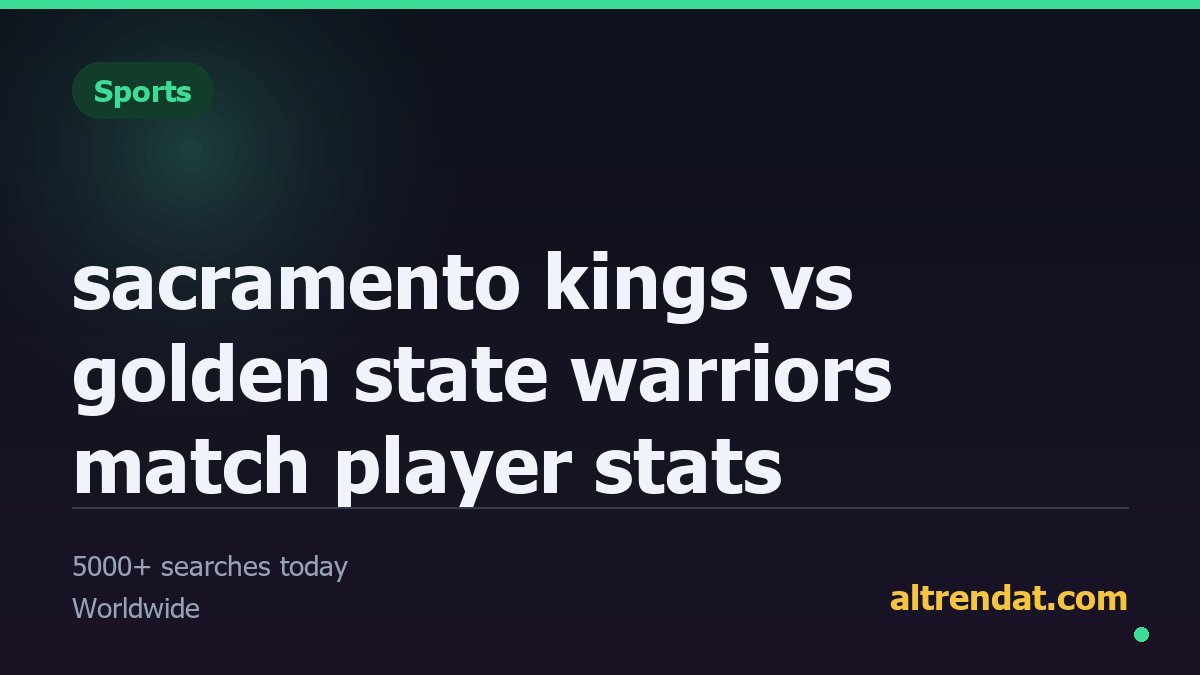 Sports
sacramento kings vs
golden state warriors
match player stats
5000+ searches today
Worldwide
altrendat.com